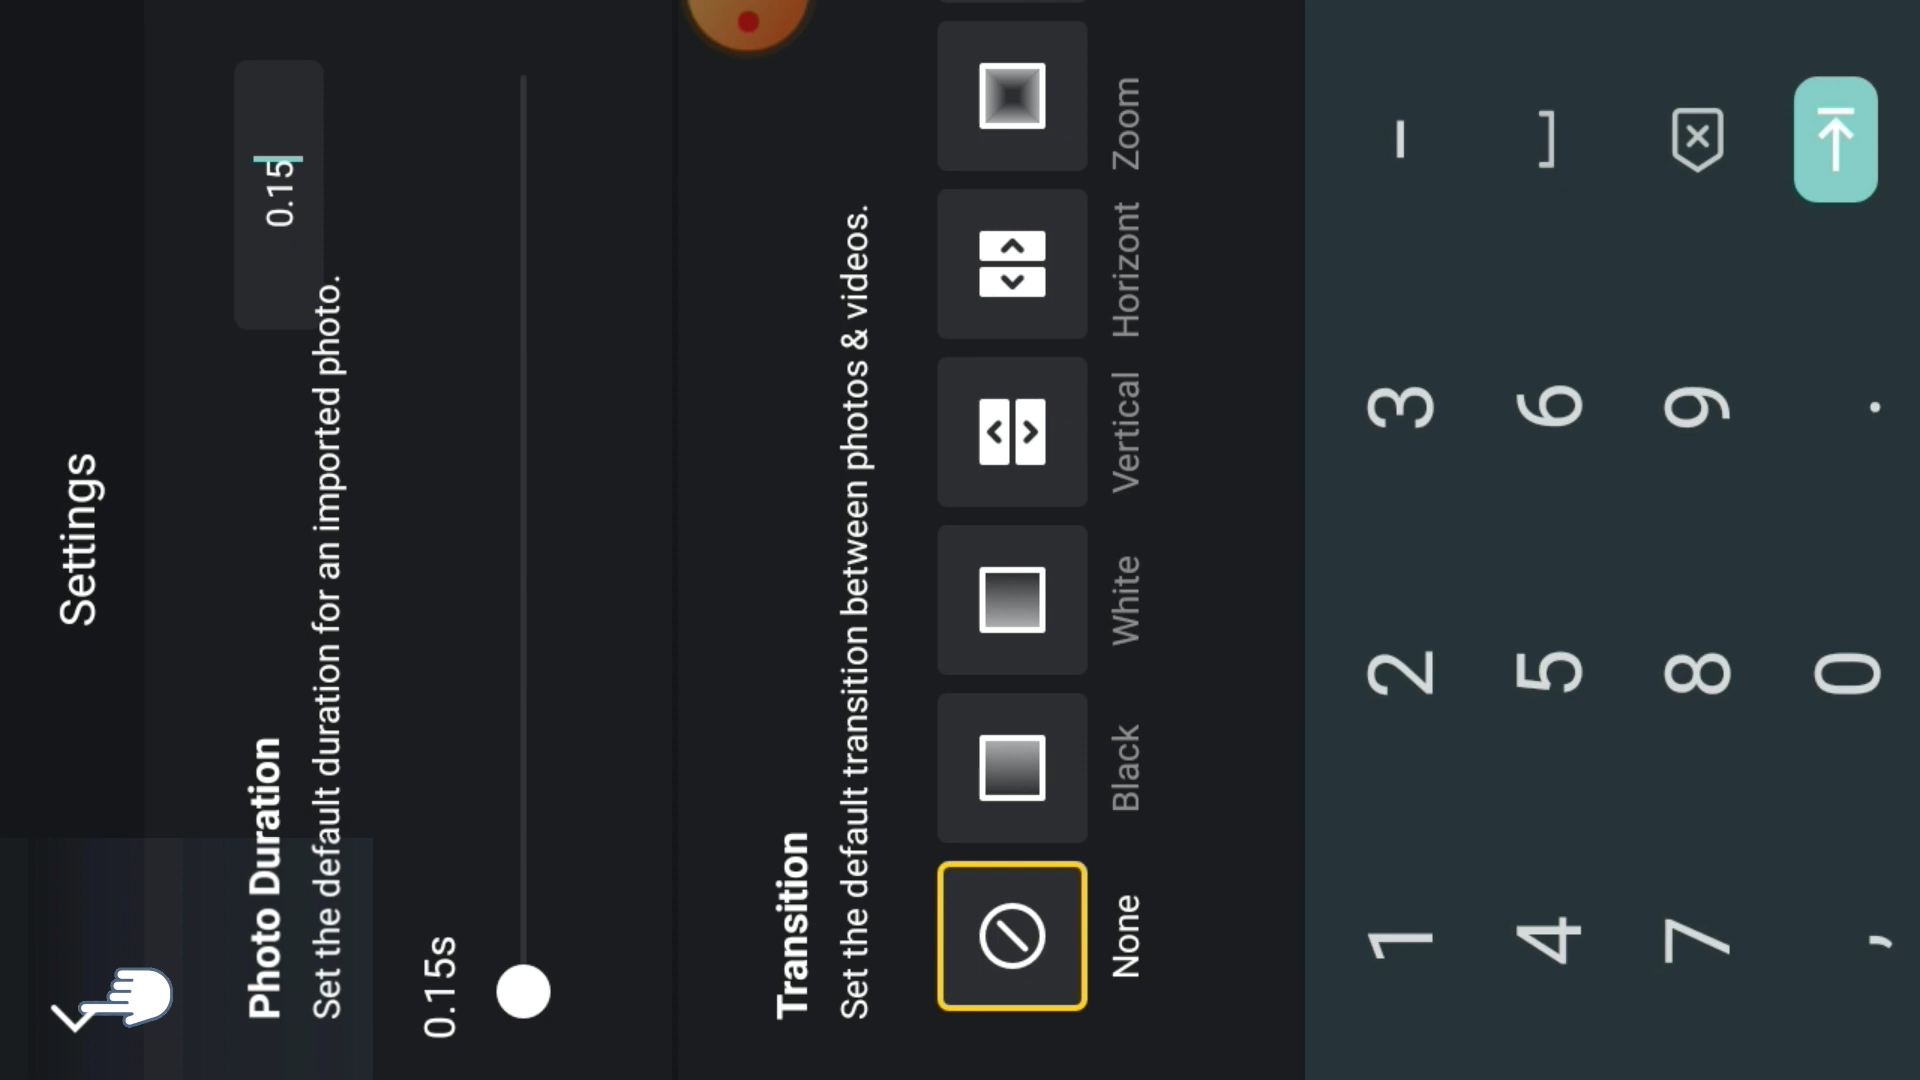 Settings
Photo Duration
0.15
Set the default duration for an imported photo.
0.15s
Transition
Set the default transition between photos & videos.
None Black White Vertical Horizont Zoom
1 2 3 -
4 5 6
7 8 9
, 0 .